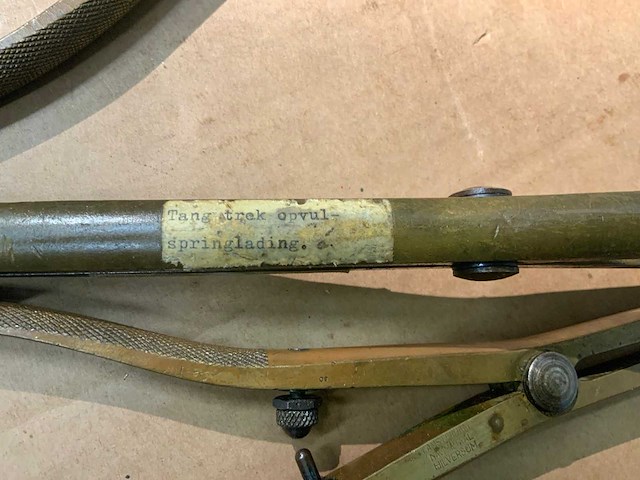 Tang trek opvul-
springlading.